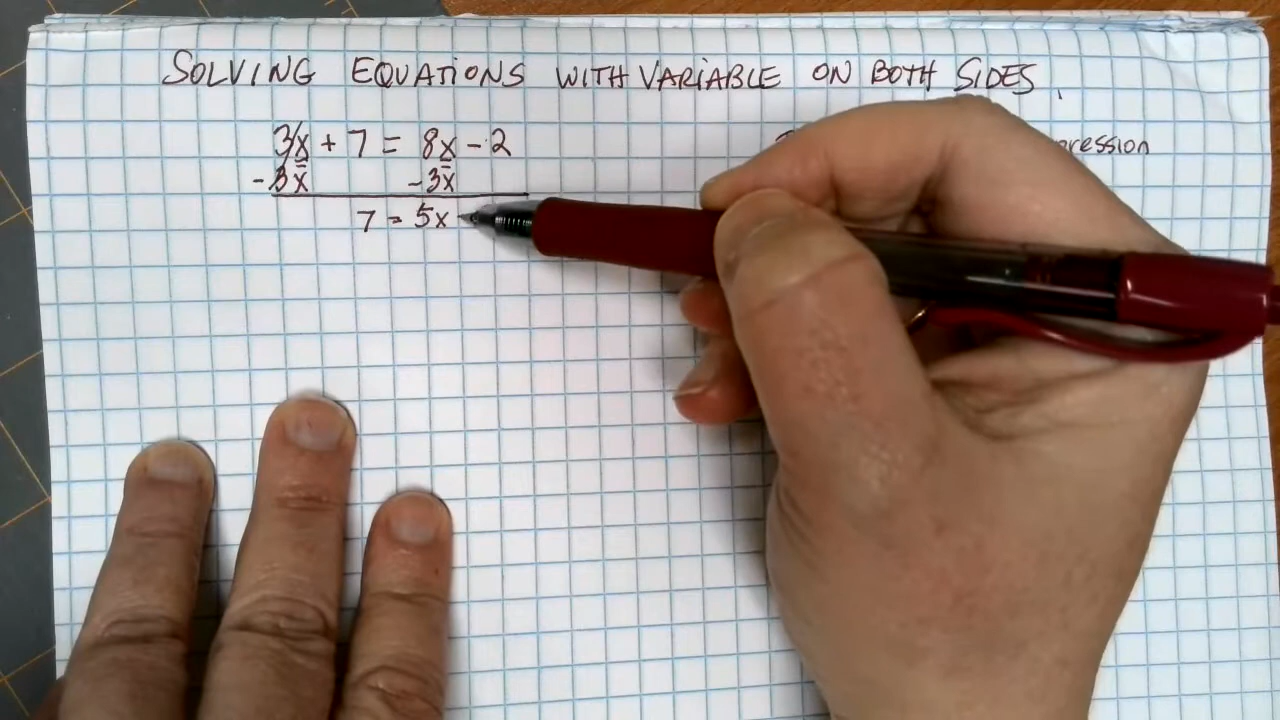 SOLVING EQUATIONS WITH VARIABLE ON BOTH SIDES.
3x + 7 = 8x - 2
-3x -3x
7 = 5x -